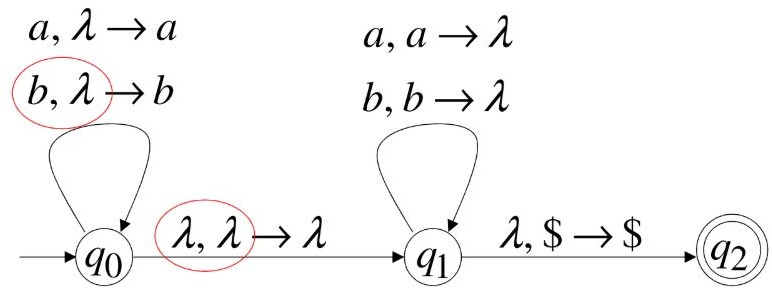 a, λ → a
b, λ → b
a, a → λ
b, b → λ
λ, λ → λ
λ, $ → $
q0
q1
q2